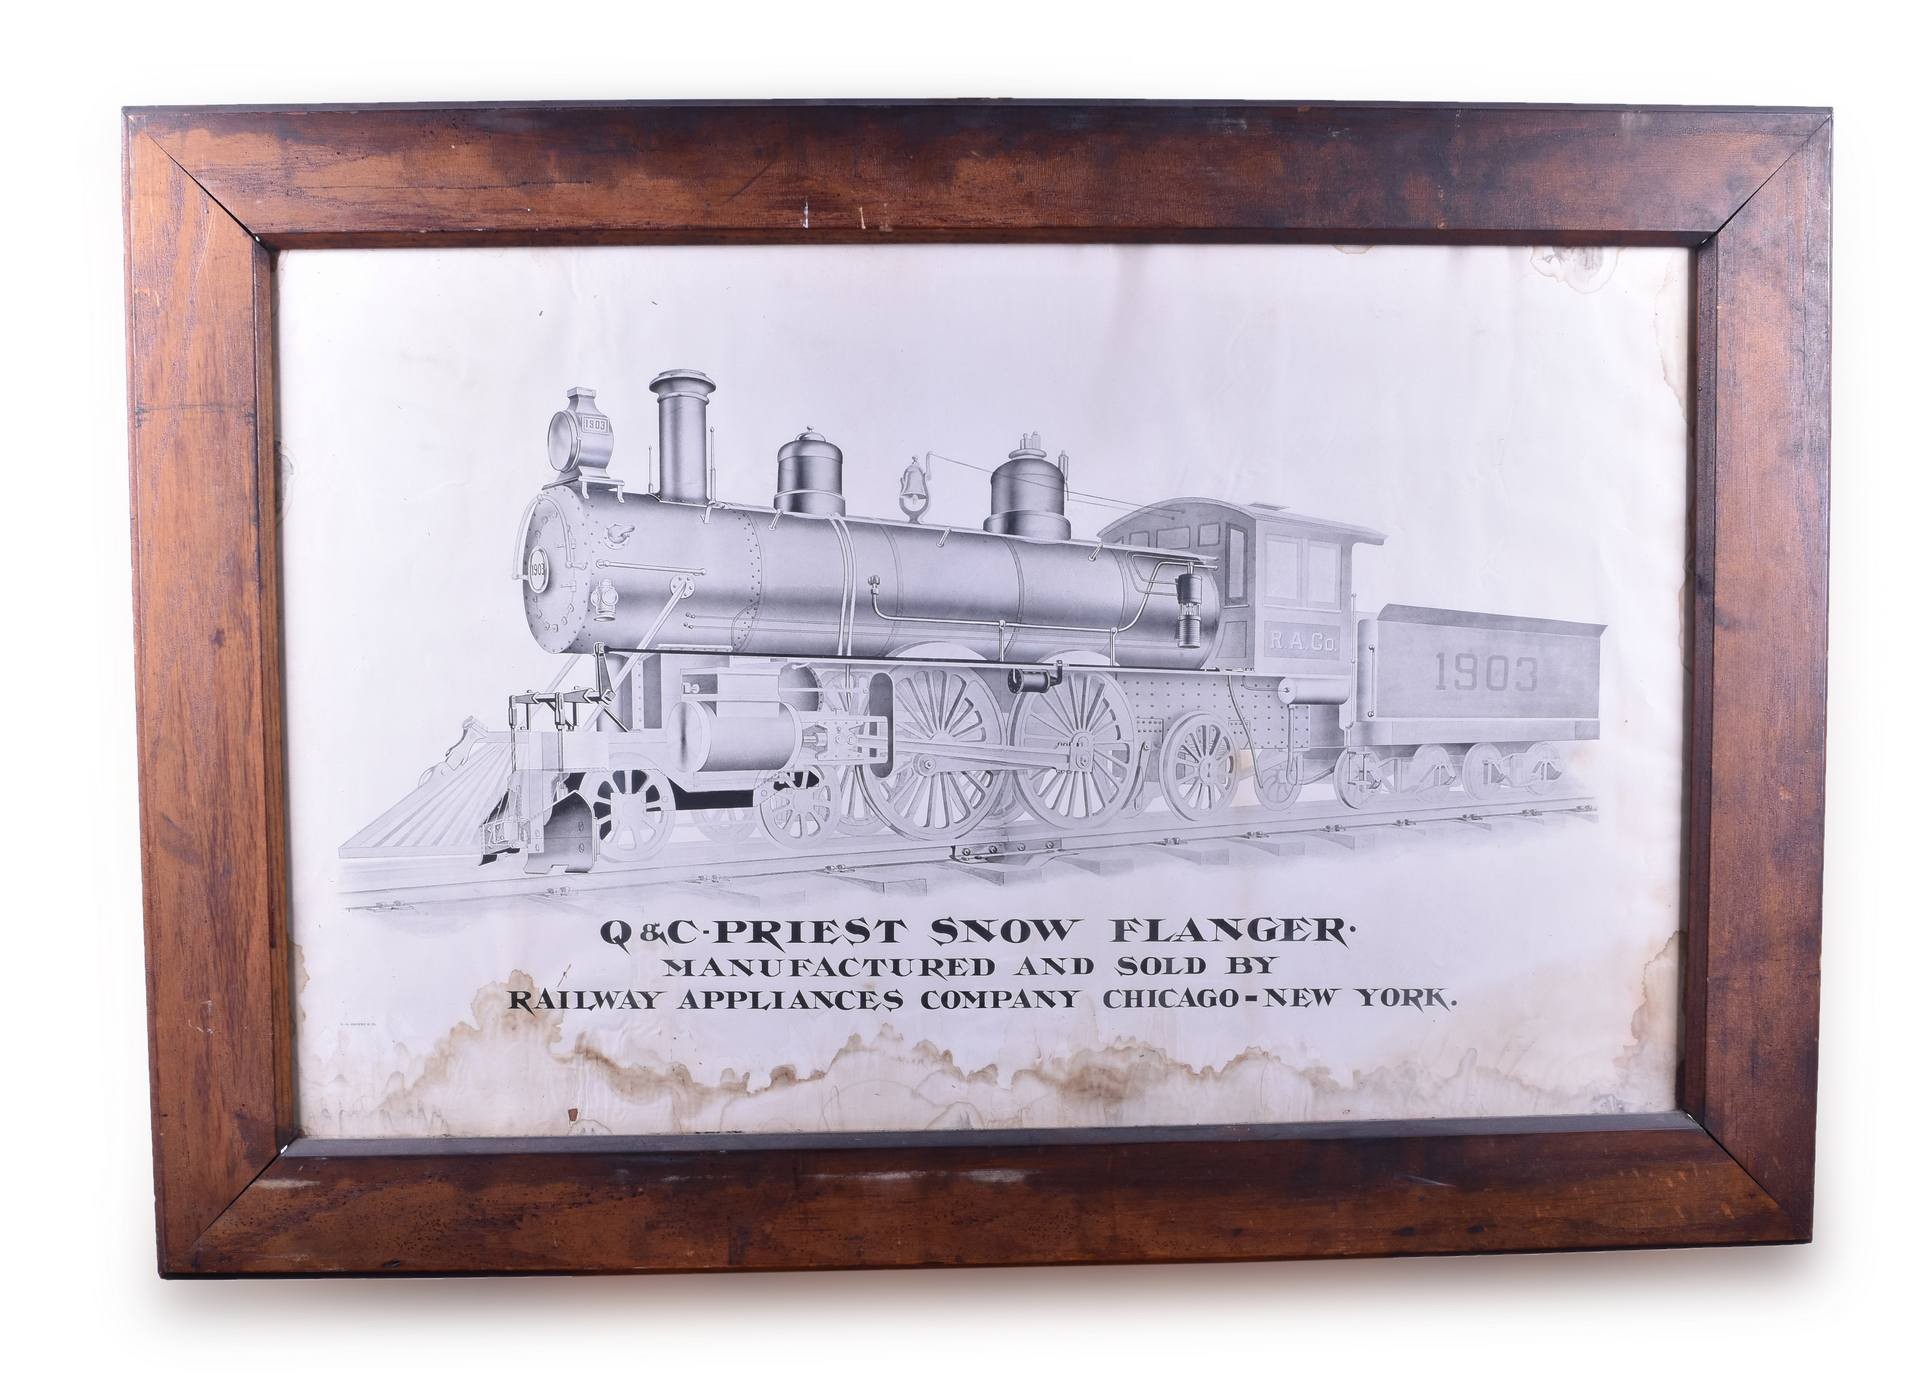 1903
1903
R.A.Co.
1903
Q & C · PRIEST SNOW FLANGER ·
MANUFACTURED AND SOLD BY
RAILWAY APPLIANCES COMPANY CHICAGO - NEW YORK.